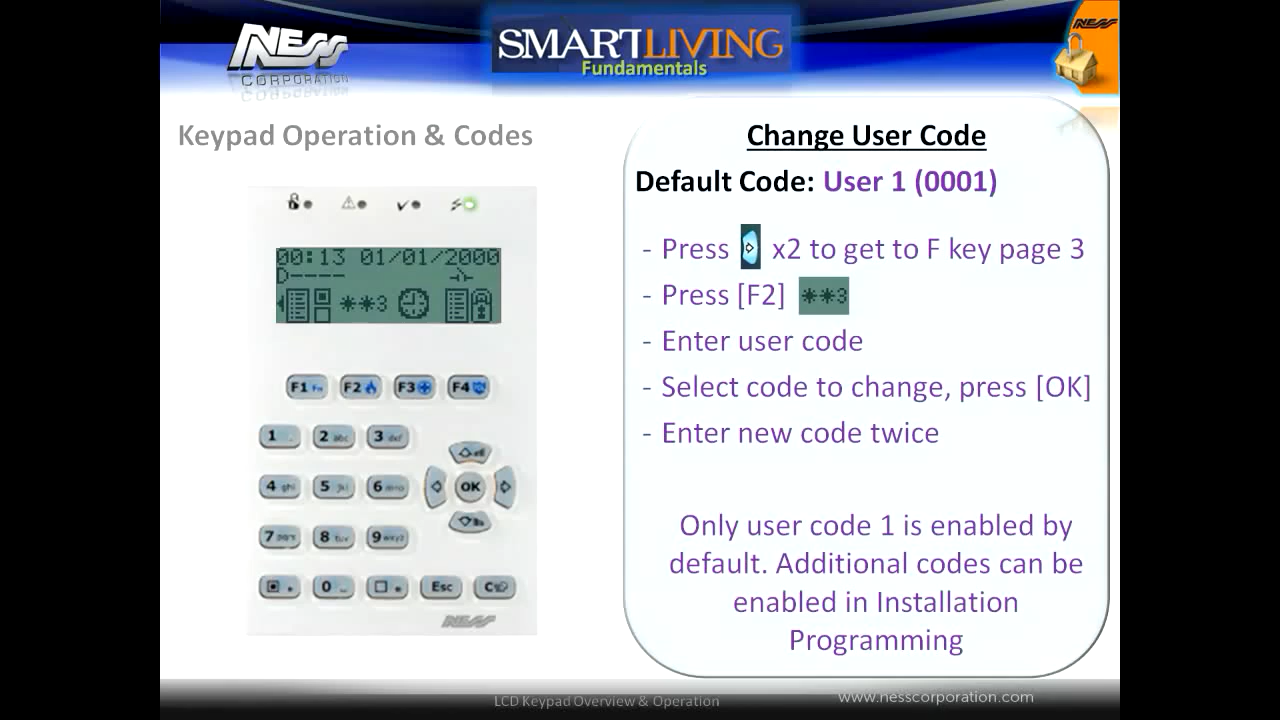 NESS
CORPORATION
SMARTLIVING
Fundamentals
NESS
Keypad Operation & Codes
Change User Code
Default Code: User 1 (0001)
- Press x2 to get to F key page 3
- Press [F2] **3
- Enter user code
- Select code to change, press [OK]
- Enter new code twice
Only user code 1 is enabled by
default. Additional codes can be
enabled in Installation
Programming
00:13 01/01/2000
D----
**3
F1 Fn F2 F3 F4
1 2 abc 3 def
4 ghi 5 jkl 6 mno OK
7 pqrs 8 tuv 9 wxyz
0 Esc C
NESS
LCD Keypad Overview & Operation
www.nesscorporation.com